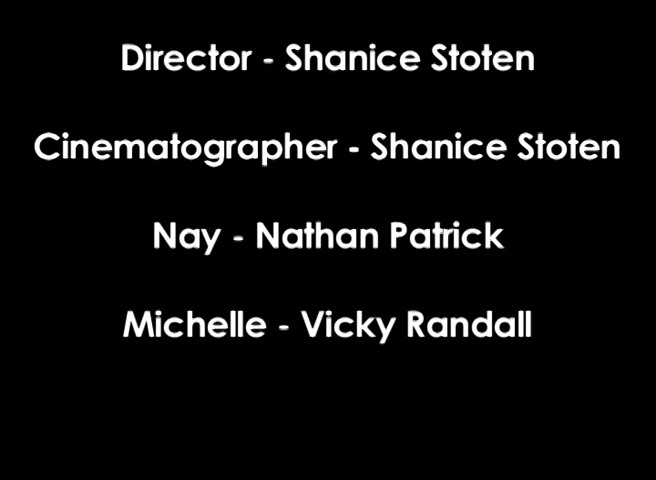 Director - Shanice Stoten
Cinematographer - Shanice Stoten
Nay - Nathan Patrick
Michelle - Vicky Randall